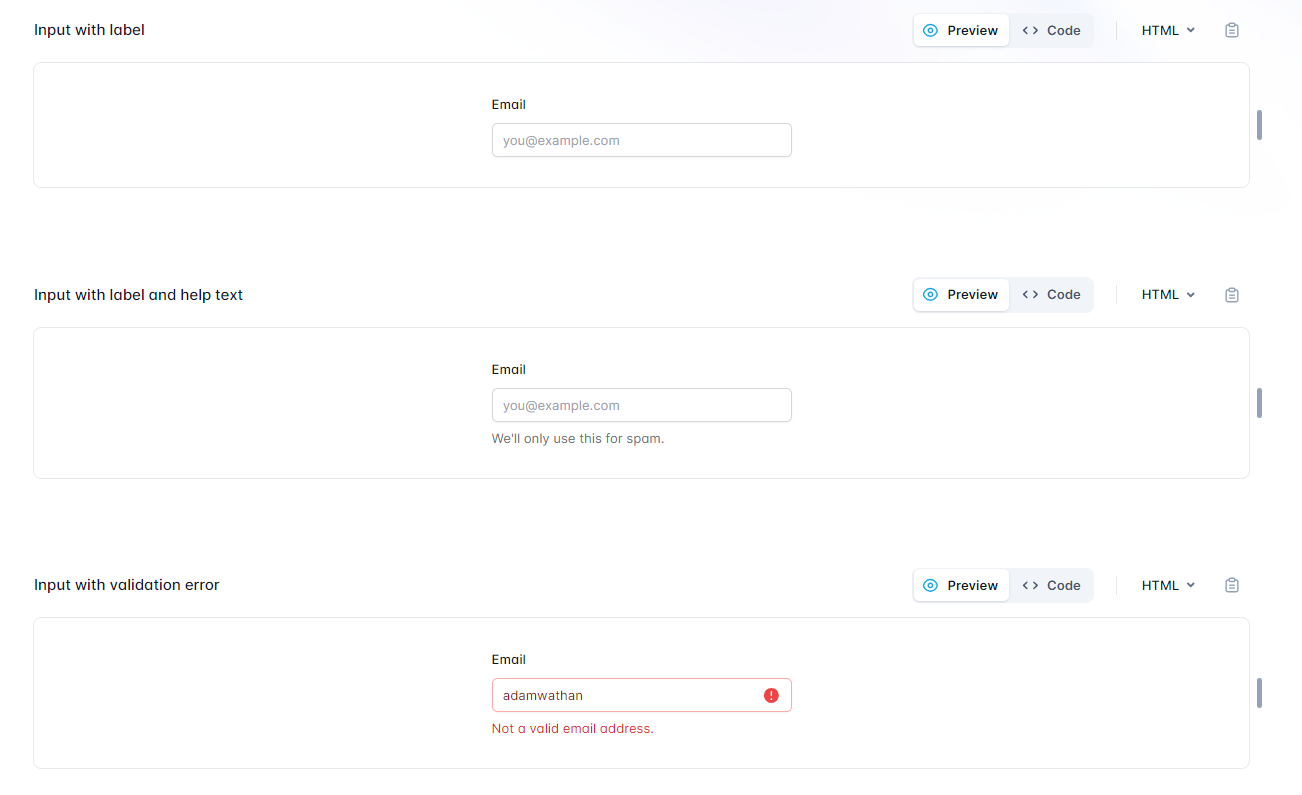 Input with label
Preview
Code
HTML
Email
you@example.com
Input with label and help text
Preview
Code
HTML
Email
you@example.com
We'll only use this for spam.
Input with validation error
Preview
Code
HTML
Email
adamwathan
Not a valid email address.